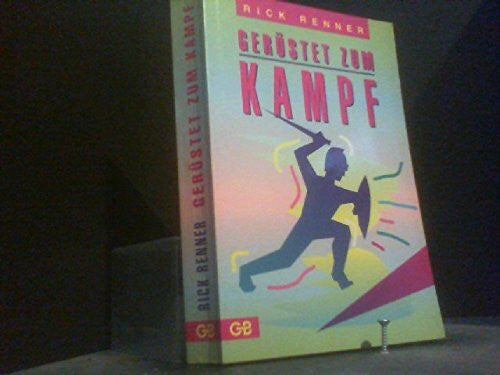 RICK RENNER
GERÜSTET ZUM
KAMPF
RICK RENNER GERÜSTET ZUM KAMPF
GB
GB